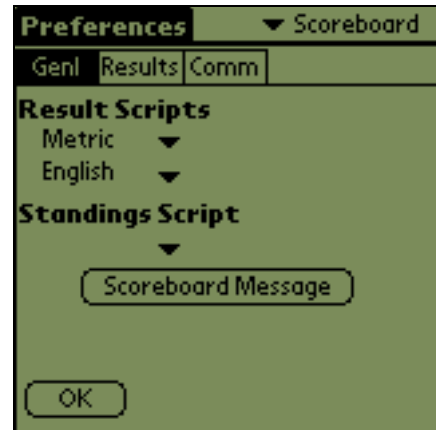 Preferences ▼ Scoreboard
Genl Results Comm
Result Scripts
Metric ▼
English ▼
Standings Script
▼
Scoreboard Message
OK